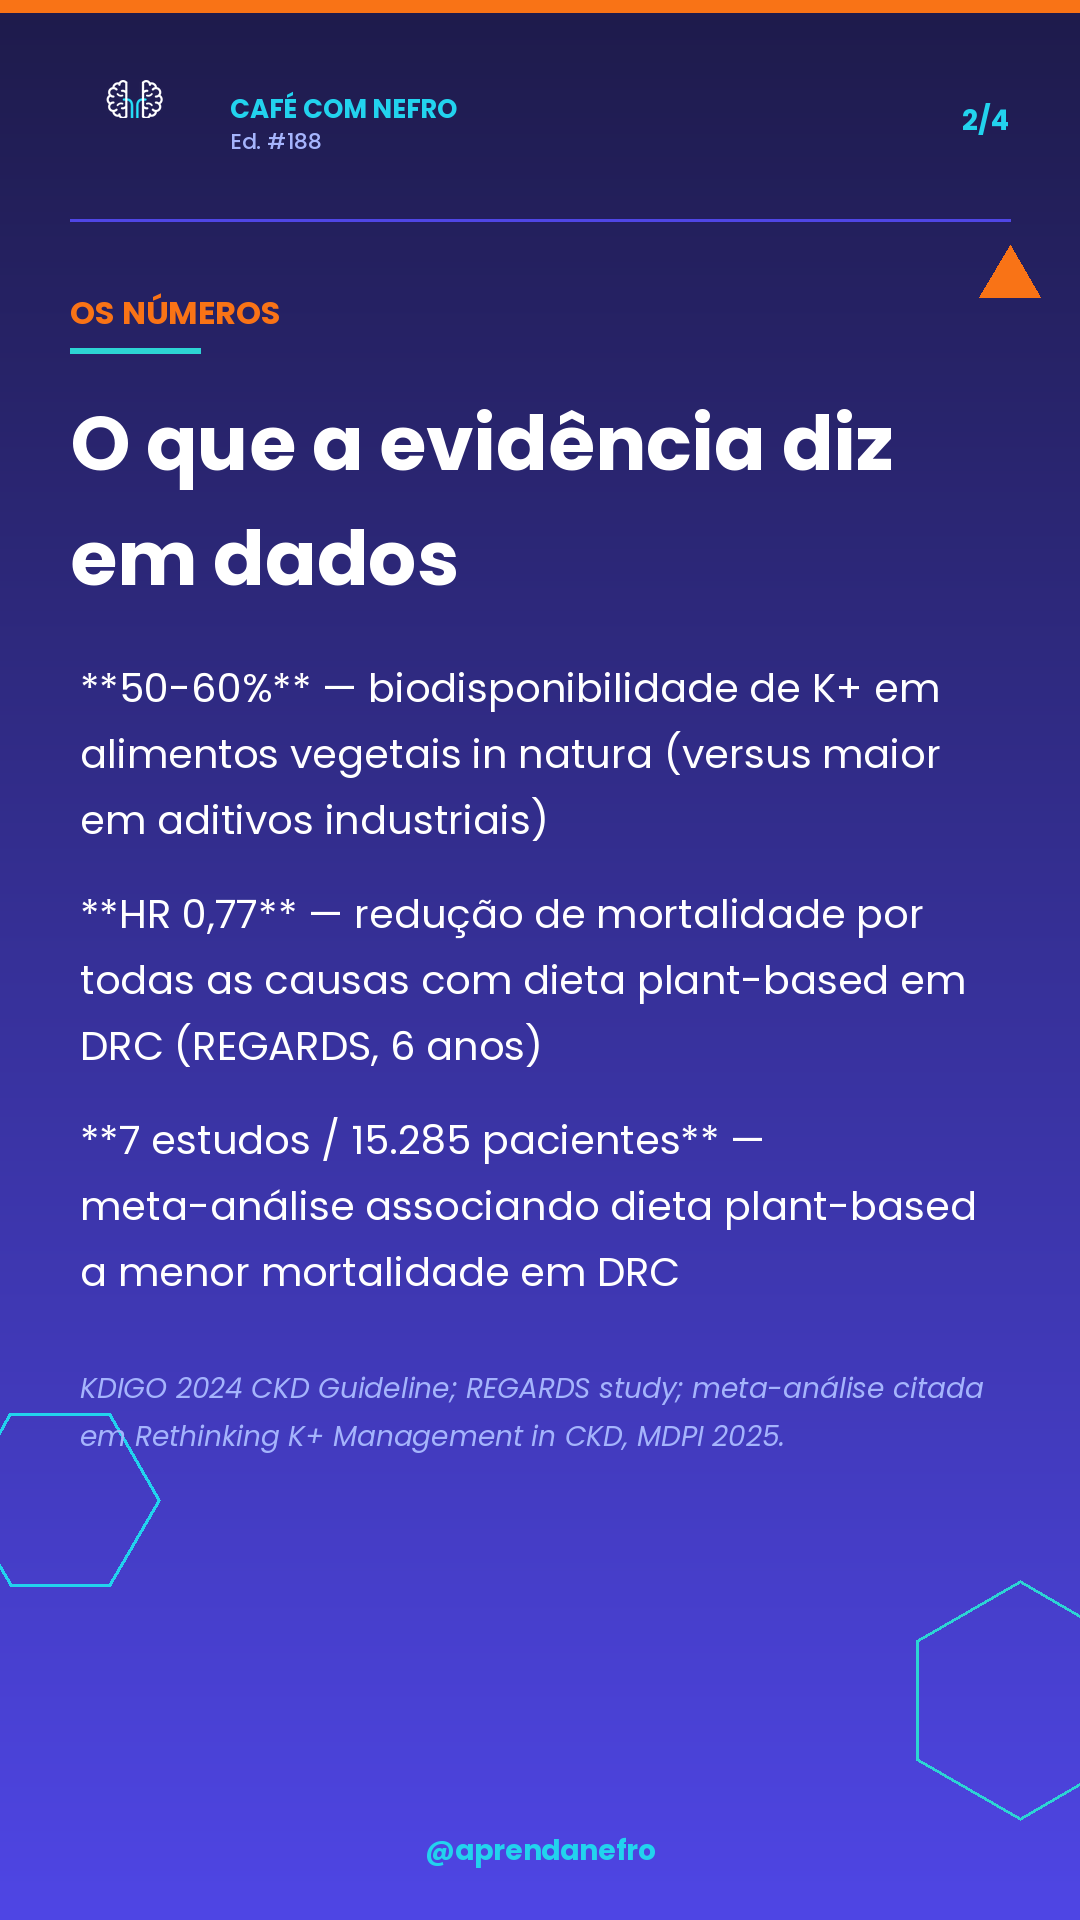 CAFÉ COM NEFRO
Ed. #188
2/4
OS NÚMEROS
O que a evidência diz
em dados
**50-60%** — biodisponibilidade de K+ em
alimentos vegetais in natura (versus maior
em aditivos industriais)
**HR 0,77** — redução de mortalidade por
todas as causas com dieta plant-based em
DRC (REGARDS, 6 anos)
**7 estudos / 15.285 pacientes** —
meta-análise associando dieta plant-based
a menor mortalidade em DRC
KDIGO 2024 CKD Guideline; REGARDS study; meta-análise citada
em Rethinking K+ Management in CKD, MDPI 2025.
@aprendanefro